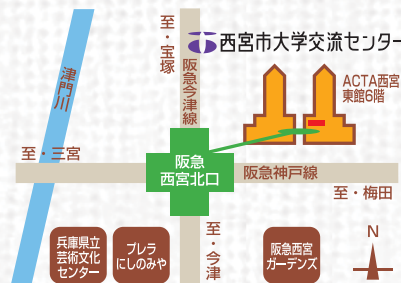 至・宝塚
西宮市大学交流センター
津門川
阪急今津線
ACTA西宮
東館6階
至・三宮
阪急
西宮北口
阪急神戸線
至・梅田
兵庫県立
芸術文化
センター
プレラ
にしのみや
至・今津
阪急西宮
ガーデンズ
N